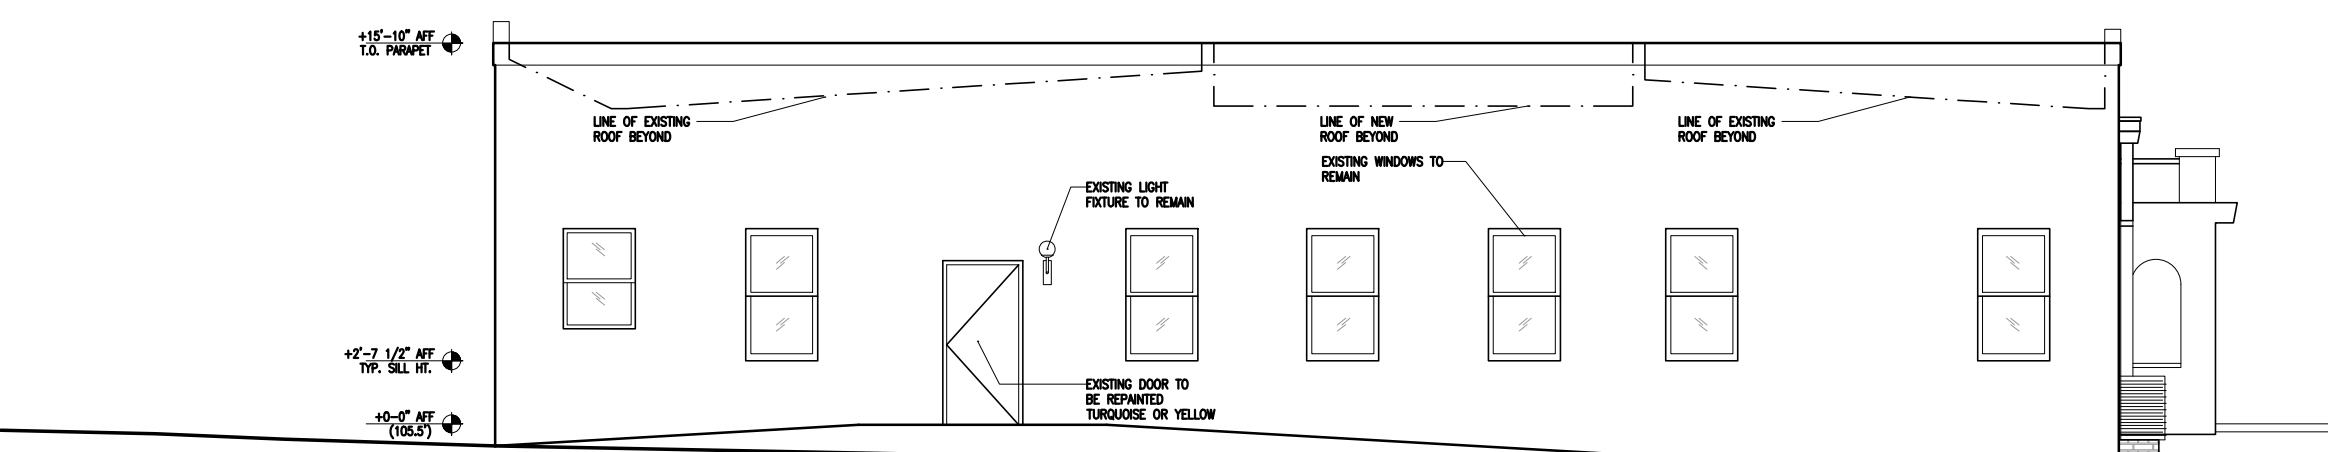 +15'-10" AFF
T.O. PARAPET
LINE OF EXISTING
ROOF BEYOND
LINE OF NEW
ROOF BEYOND
LINE OF EXISTING
ROOF BEYOND
EXISTING WINDOWS TO
REMAIN
EXISTING LIGHT
FIXTURE TO REMAIN
+2'-7 1/2" AFF
TYP. SILL HT.
EXISTING DOOR TO
BE REPAINTED
TURQUOISE OR YELLOW
+0-0" AFF
(105.5')